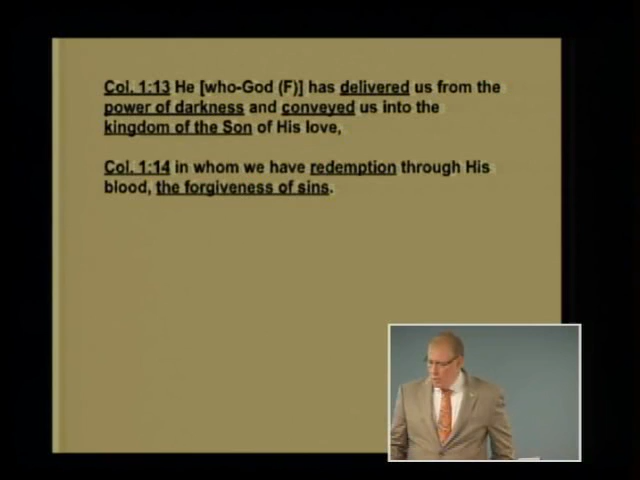 Col. 1:13 He [who-God (F)] has delivered us from the
power of darkness and conveyed us into the
kingdom of the Son of His love,
Col. 1:14 in whom we have redemption through His
blood, the forgiveness of sins.